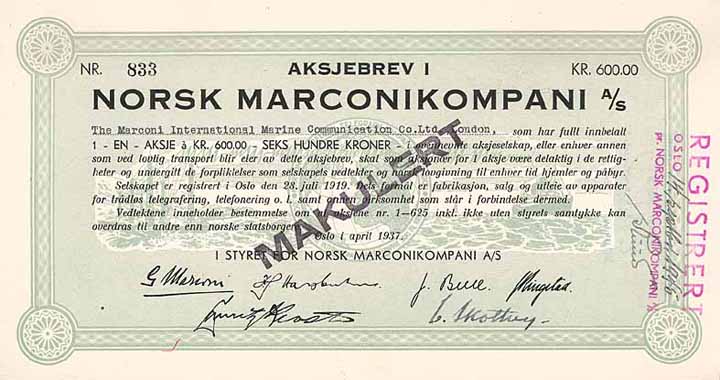 NR. 833
AKSJEBREV I
KR. 600.00
NORSK MARCONIKOMPANI A/S
The Marconi International Marine Communication Co.Ltd. London, som har fullt innbetalt
1 - EN - AKSJE à KR. 600.00 - SEKS HUNDRE KRONER - i ovennevnte aksjeselskap, eller enhver annen
som ved lovlig transport blir eier av dette aksjebrev, skal som aksjonær for 1 aksje være delaktig i de rettig-
heter og undergitt de forpliktelser som selskapets vedtekter og norsk lovgivning til enhver tid hjemler og påbyr.
Selskapet er registrert i Oslo den 23. juli 1919. Dets formål er fabrikasjon, salg og utleie av apparater
for trådløs telegrafering, telefonering o. l. samt annen virksomhet som står i forbindelse dermed.
Vedtektene inneholder bestemmelse om at aksjene nr. 1-625 inkl. ikke uten styrets samtykke kan
overdras til andre enn norske statsborgere.
Oslo i april 1937.
I STYRET FOR NORSK MARCONIKOMPANI A/S
MAKULERT
G Marconi
J. Bull
REGISTRERT
OSLO
pr. NORSK MARCONIKOMPANI A/S